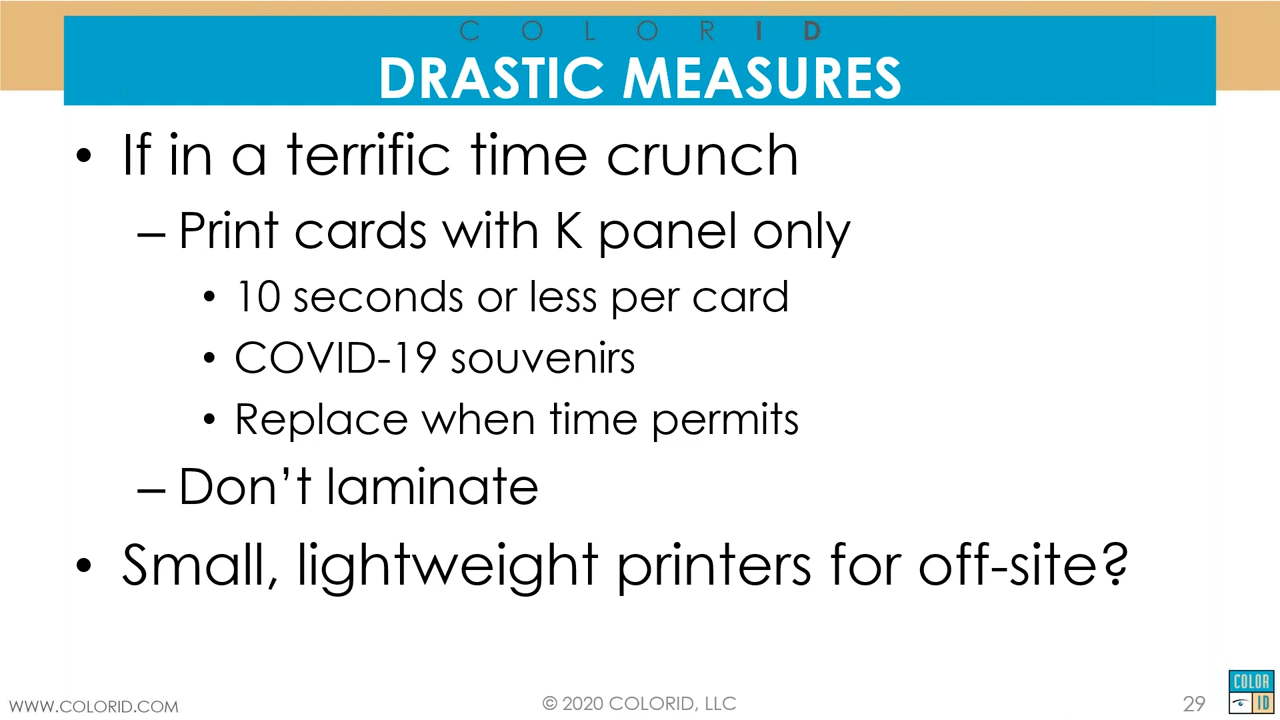 COLORID
DRASTIC MEASURES
• If in a terrific time crunch
– Print cards with K panel only
• 10 seconds or less per card
• COVID-19 souvenirs
• Replace when time permits
– Don’t laminate
• Small, lightweight printers for off-site?
WWW.COLORID.COM
© 2020 COLORID, LLC
29
COLOR
ID